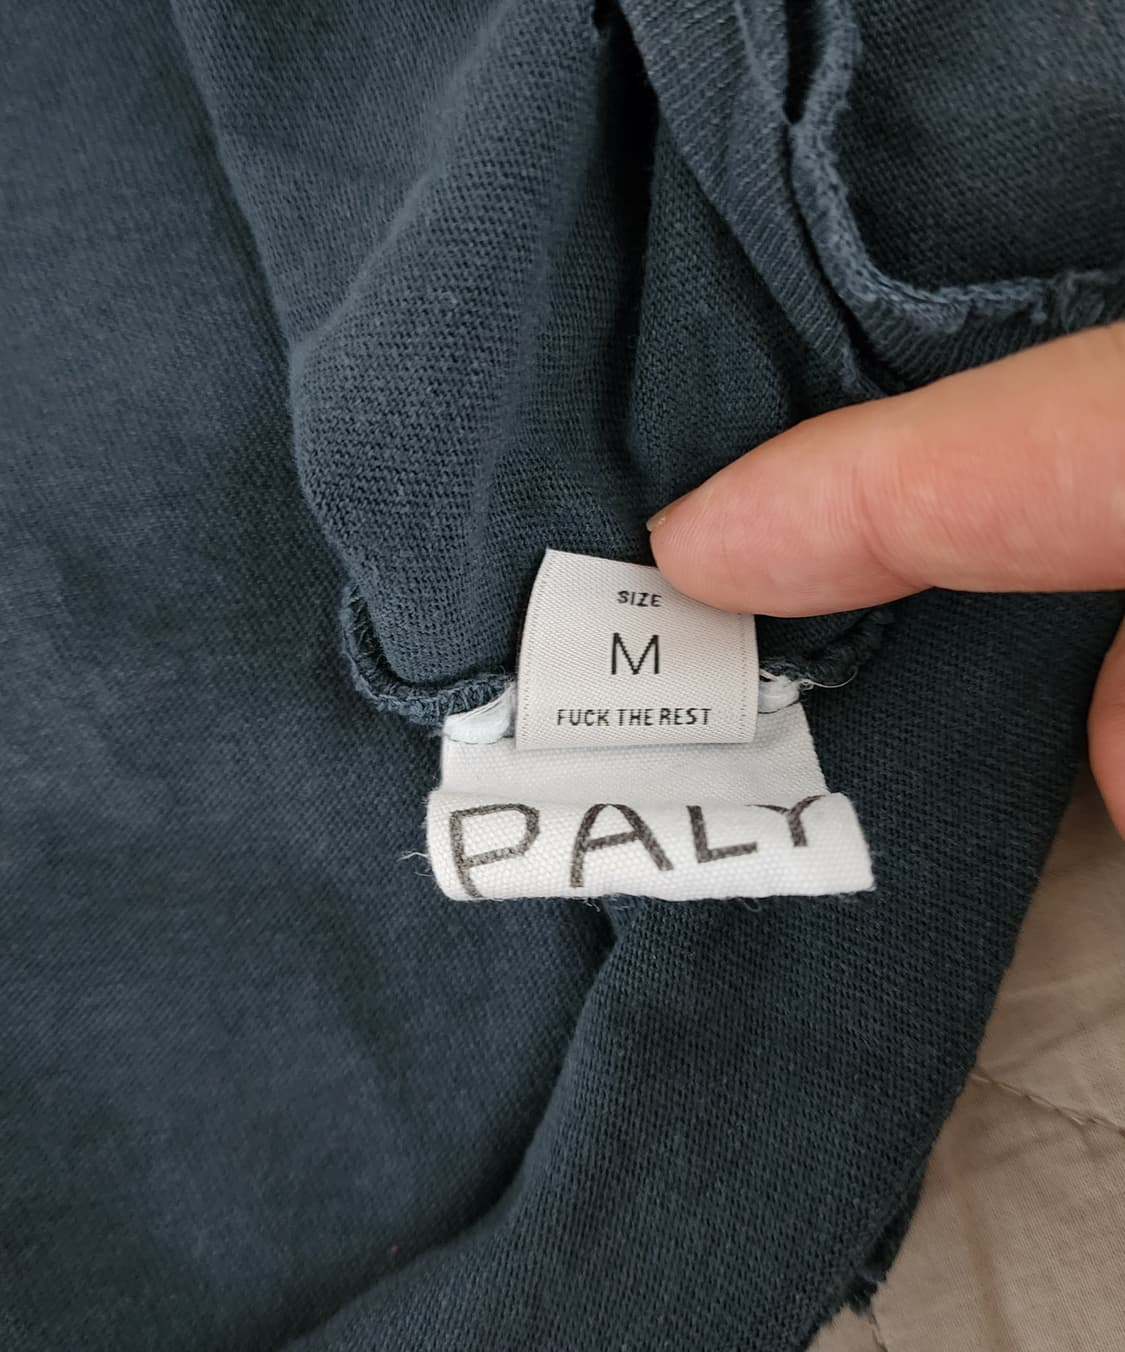 SIZE
M
FUCK THE REST
PALY